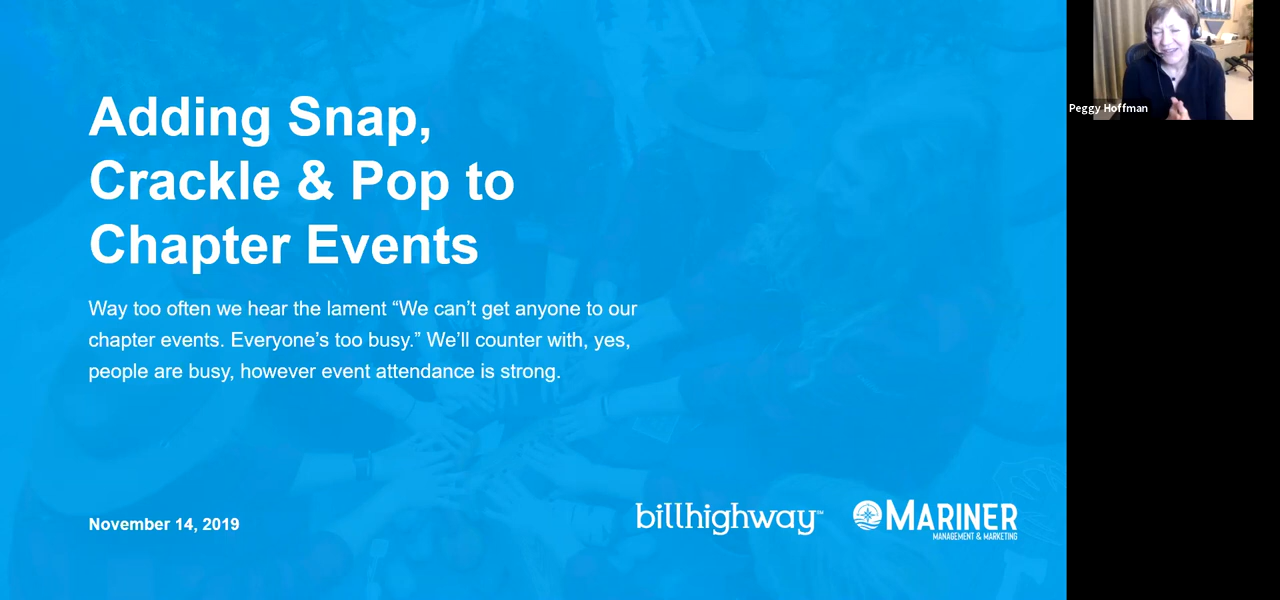 Adding Snap,
Crackle & Pop to
Chapter Events
Way too often we hear the lament “We can’t get anyone to our
chapter events. Everyone’s too busy.” We’ll counter with, yes,
people are busy, however event attendance is strong.
November 14, 2019
billhighway™
MARINER
MANAGEMENT & MARKETING
Peggy Hoffman